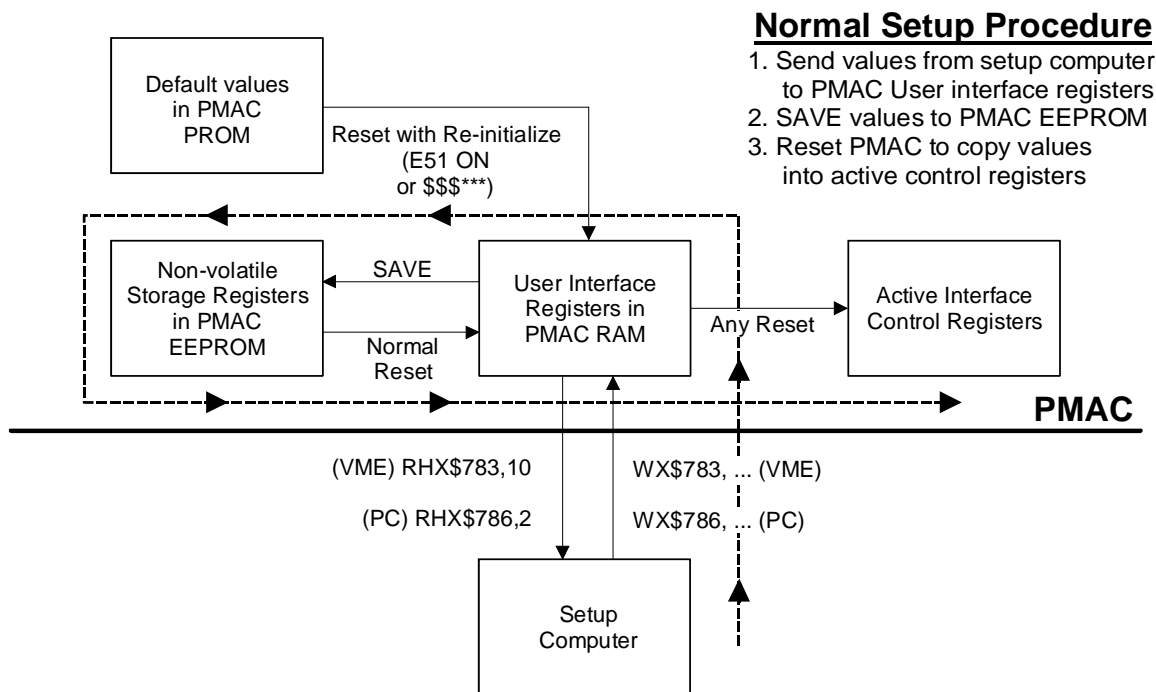 Normal Setup Procedure
1. Send values from setup computer
to PMAC User interface registers
2. SAVE values to PMAC EEPROM
3. Reset PMAC to copy values
into active control registers
Default values
in PMAC
PROM
Reset with Re-initialize
(E51 ON
or $$$***)
Non-volatile
Storage Registers
in PMAC
EEPROM
SAVE
Normal
Reset
User Interface
Registers in
PMAC RAM
Any Reset
Active Interface
Control Registers
PMAC
(VME) RHX$783,10
WX$783, ... (VME)
(PC) RHX$786,2
WX$786, ... (PC)
Setup
Computer